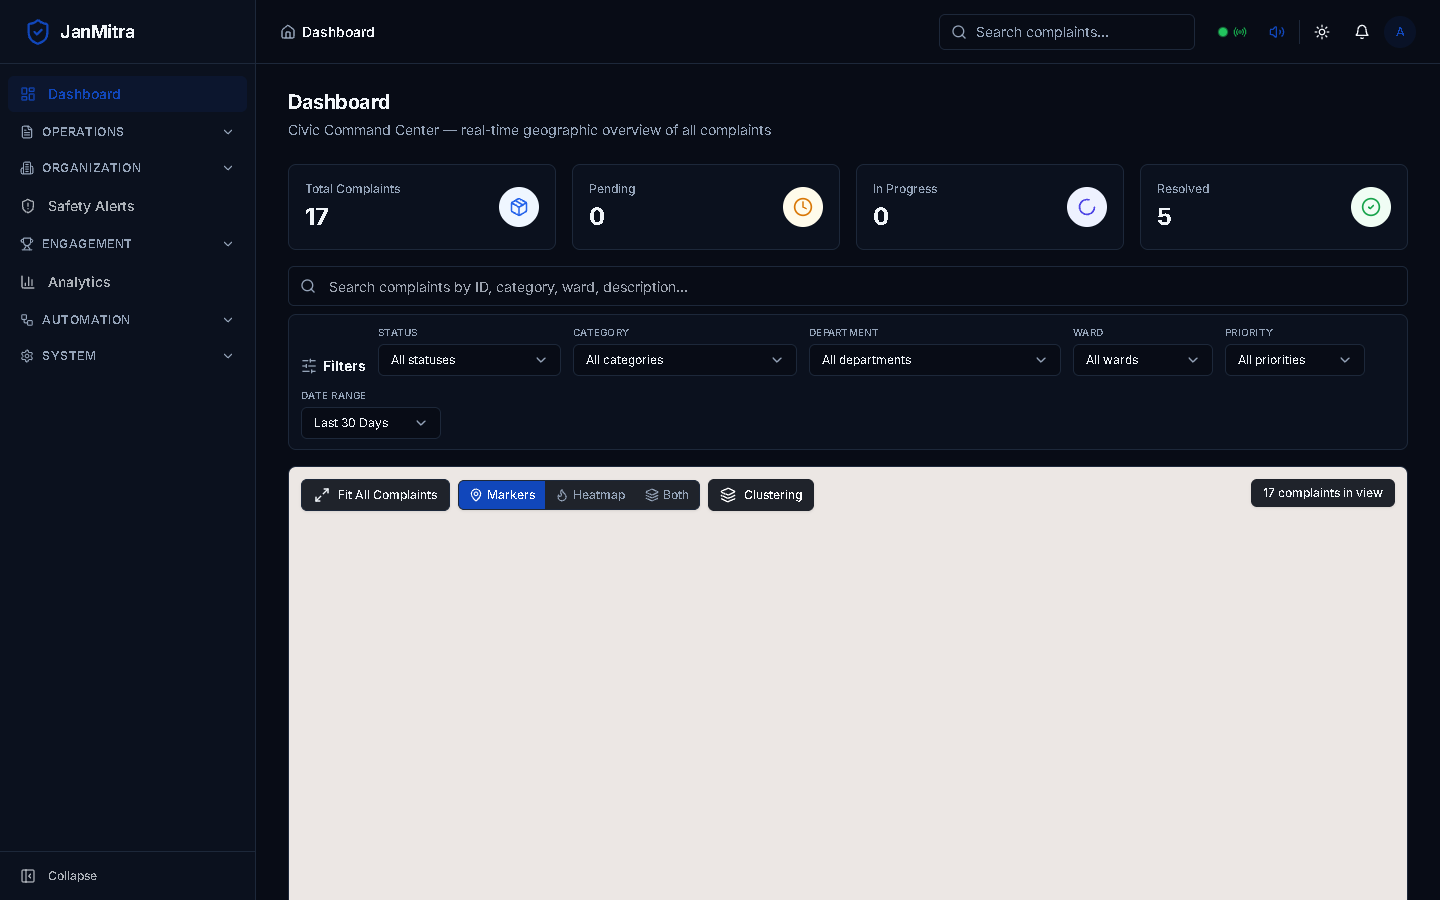 JanMitra
Dashboard
Search complaints...
A
Dashboard
OPERATIONS
ORGANIZATION
Safety Alerts
ENGAGEMENT
Analytics
AUTOMATION
SYSTEM
Collapse
Dashboard
Civic Command Center — real-time geographic overview of all complaints
Total Complaints
17
Pending
0
In Progress
0
Resolved
5
Search complaints by ID, category, ward, description...
Filters
STATUS
All statuses
CATEGORY
All categories
DEPARTMENT
All departments
WARD
All wards
PRIORITY
All priorities
DATE RANGE
Last 30 Days
Fit All Complaints
Markers
Heatmap
Both
Clustering
17 complaints in view